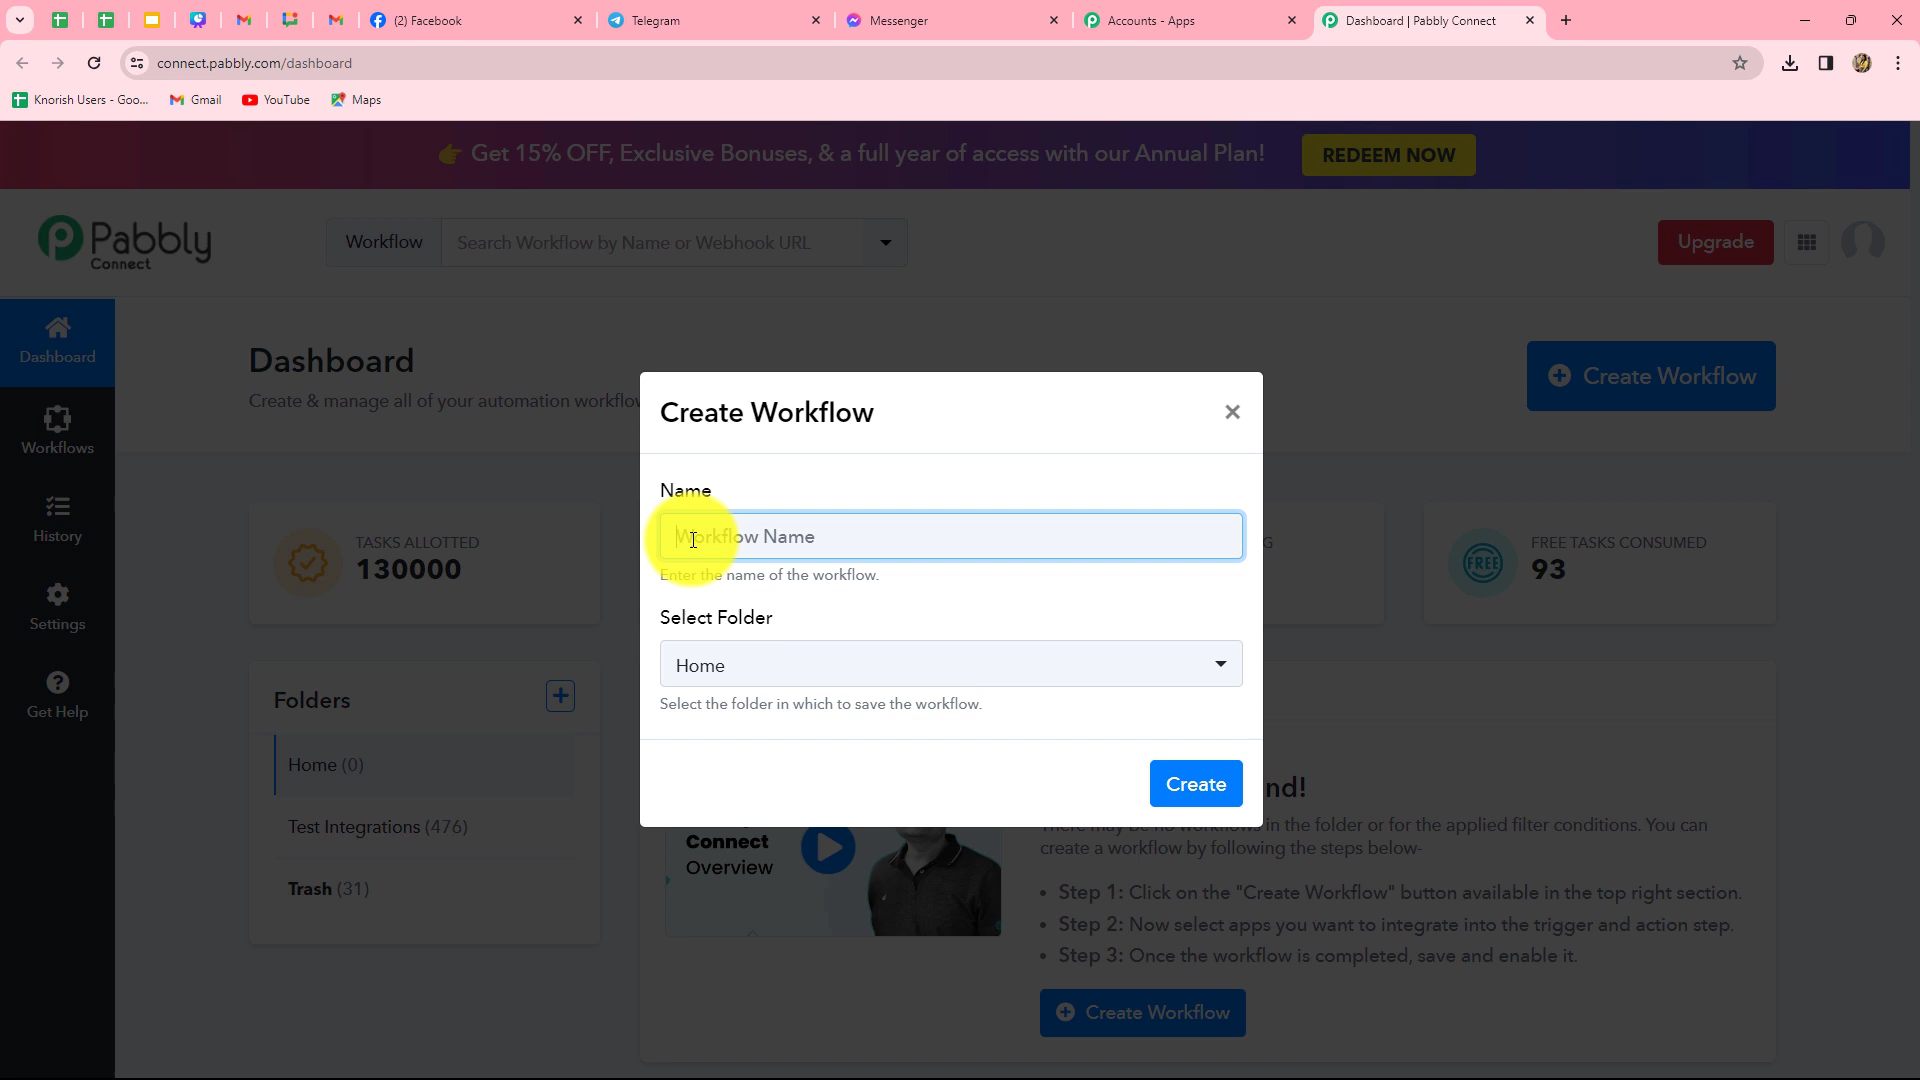 (2) Facebook
Telegram
Messenger
Accounts - Apps
Dashboard | Pabbly Connect
connect.pabbly.com/dashboard
Knorish Users - Goo...
Gmail
YouTube
Maps
👉 Get 15% OFF, Exclusive Bonuses, & a full year of access with our Annual Plan!
REDEEM NOW
Pabbly
Connect
Workflow
Search Workflow by Name or Webhook URL
Upgrade
Dashboard
Workflows
History
Settings
Get Help
Dashboard
Create & manage all of your automation workflow
Create Workflow
TASKS ALLOTTED
130000
G
FREE
FREE TASKS CONSUMED
93
Folders
Home (0)
Test Integrations (476)
Trash (31)
Create Workflow
Name
Workflow Name
Enter the name of the workflow.
Select Folder
Home
Select the folder in which to save the workflow.
Create
Connect
Overview
nd!
There may be no workflows in the folder or for the applied filter conditions. You can
create a workflow by following the steps below-
• Step 1: Click on the "Create Workflow" button available in the top right section.
• Step 2: Now select apps you want to integrate into the trigger and action step.
• Step 3: Once the workflow is completed, save and enable it.
Create Workflow